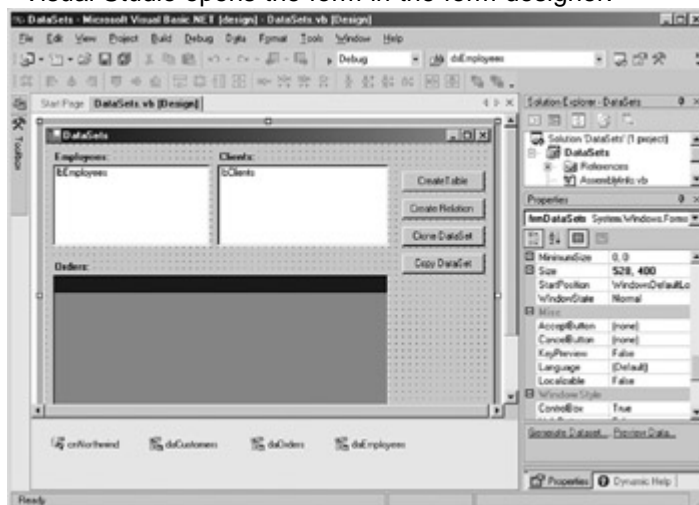 Visual Studio opens the form in the form designer.
DataSets - Microsoft Visual Basic.NET [design] - DataSets.vb [Design]
File Edit View Project Build Debug Data Format Tools Window Help
Debug
daEmployees
Start Page DataSets.vb [Design]
Toolbox
DataSets
Employees:
Clients:
lbEmployees
lbClients
Create Table
Create Relation
Clone DataSet
Copy DataSet
Orders:
cnNorthwind
daCustomers
daOrders
daEmployees
Solution Explorer - DataSets
Solution 'DataSets' (1 project)
DataSets
References
AssemblyInfo.vb
Properties
frmDataSets System.Windows.Forms
MinimumSize 0, 0
Size 528, 400
StartPosition WindowsDefaultLo
WindowState Normal
Misc
AcceptButton (none)
CancelButton (none)
KeyPreview False
Language (Default)
Localizable False
Window Style
ControlBox True
Generate Dataset... Preview Data...
Properties Dynamic Help
Ready